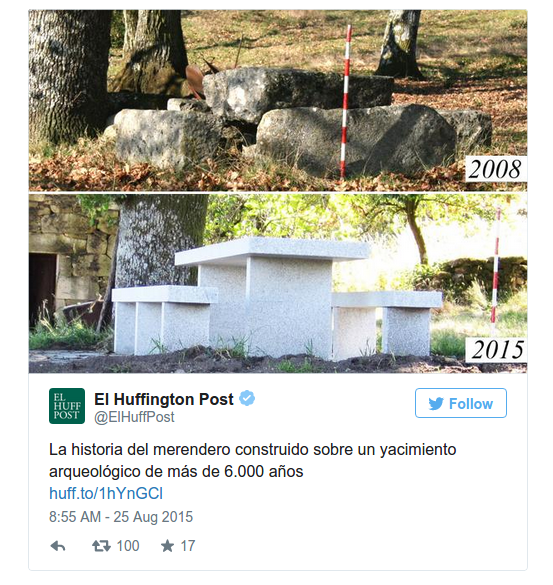 2008
2015
EL
HUFF
POST
El Huffington Post
@ElHuffPost
Follow
La historia del merendero construido sobre un yacimiento
arqueológico de más de 6.000 años
huff.to/1hYnGCl
8:55 AM - 25 Aug 2015
100
17